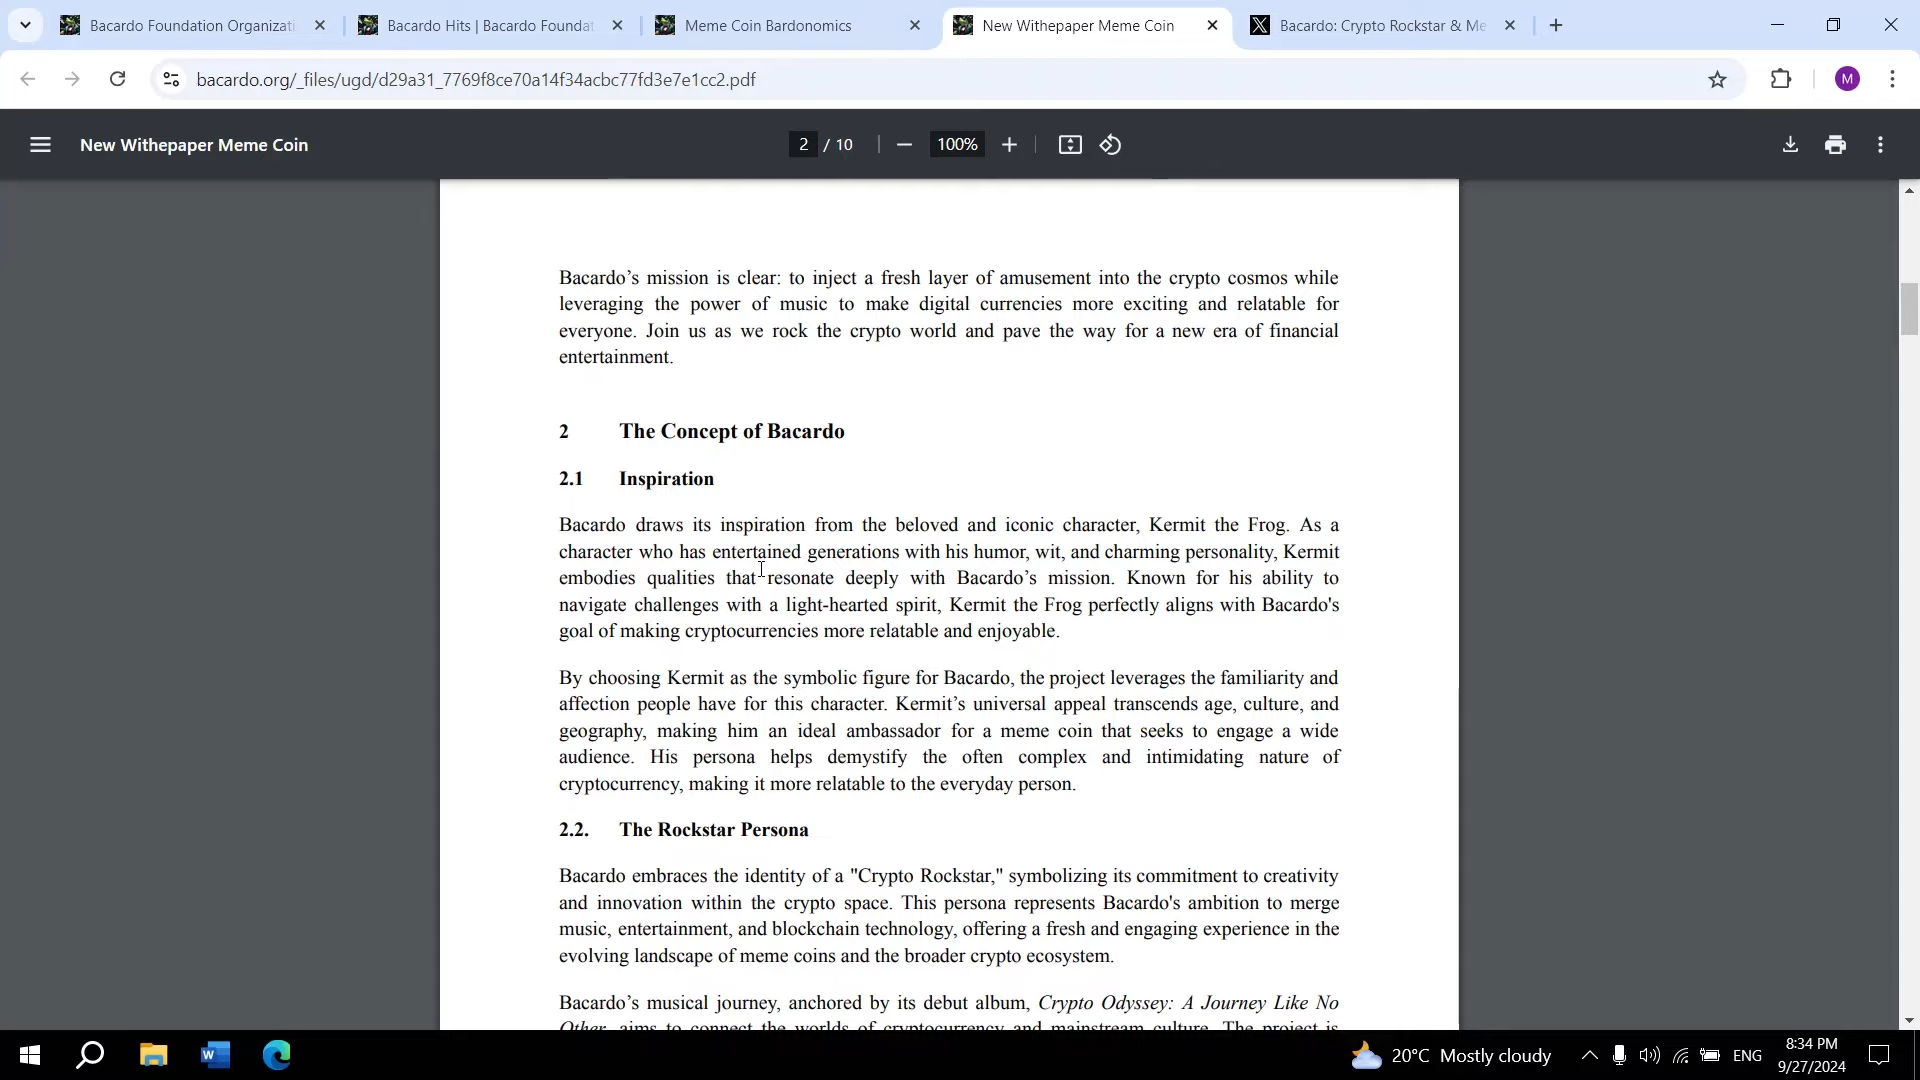 Bacardo Foundation Organizati
Bacardo Hits | Bacardo Foundat
Meme Coin Bardonomics
New Withepaper Meme Coin
Bacardo: Crypto Rockstar & Me
bacardo.org/_files/ugd/d29a31_7769f8ce70a14f34acbc77fd3e7e1cc2.pdf
M
New Withepaper Meme Coin
2 / 10
100%
Bacardo’s mission is clear: to inject a fresh layer of amusement into the crypto cosmos while
leveraging the power of music to make digital currencies more exciting and relatable for
everyone. Join us as we rock the crypto world and pave the way for a new era of financial
entertainment.
2 The Concept of Bacardo
2.1 Inspiration
Bacardo draws its inspiration from the beloved and iconic character, Kermit the Frog. As a
character who has entertained generations with his humor, wit, and charming personality, Kermit
embodies qualities that resonate deeply with Bacardo’s mission. Known for his ability to
navigate challenges with a light-hearted spirit, Kermit the Frog perfectly aligns with Bacardo's
goal of making cryptocurrencies more relatable and enjoyable.
By choosing Kermit as the symbolic figure for Bacardo, the project leverages the familiarity and
affection people have for this character. Kermit’s universal appeal transcends age, culture, and
geography, making him an ideal ambassador for a meme coin that seeks to engage a wide
audience. His persona helps demystify the often complex and intimidating nature of
cryptocurrency, making it more relatable to the everyday person.
2.2. The Rockstar Persona
Bacardo embraces the identity of a "Crypto Rockstar," symbolizing its commitment to creativity
and innovation within the crypto space. This persona represents Bacardo's ambition to merge
music, entertainment, and blockchain technology, offering a fresh and engaging experience in the
evolving landscape of meme coins and the broader crypto ecosystem.
Bacardo’s musical journey, anchored by its debut album, Crypto Odyssey: A Journey Like No
Other, aims to connect the worlds of cryptocurrency and mainstream culture. The project is
20°C Mostly cloudy
ENG
8:34 PM
9/27/2024